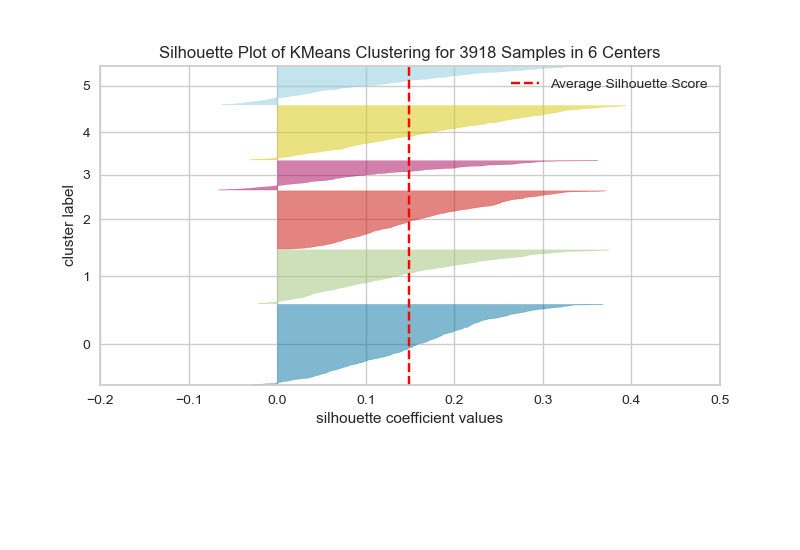 Silhouette Plot of KMeans Clustering for 3918 Samples in 6 Centers
Average Silhouette Score
5
4
3
2
1
0
cluster label
−0.2 −0.1 0.0 0.1 0.2 0.3 0.4 0.5
silhouette coefficient values